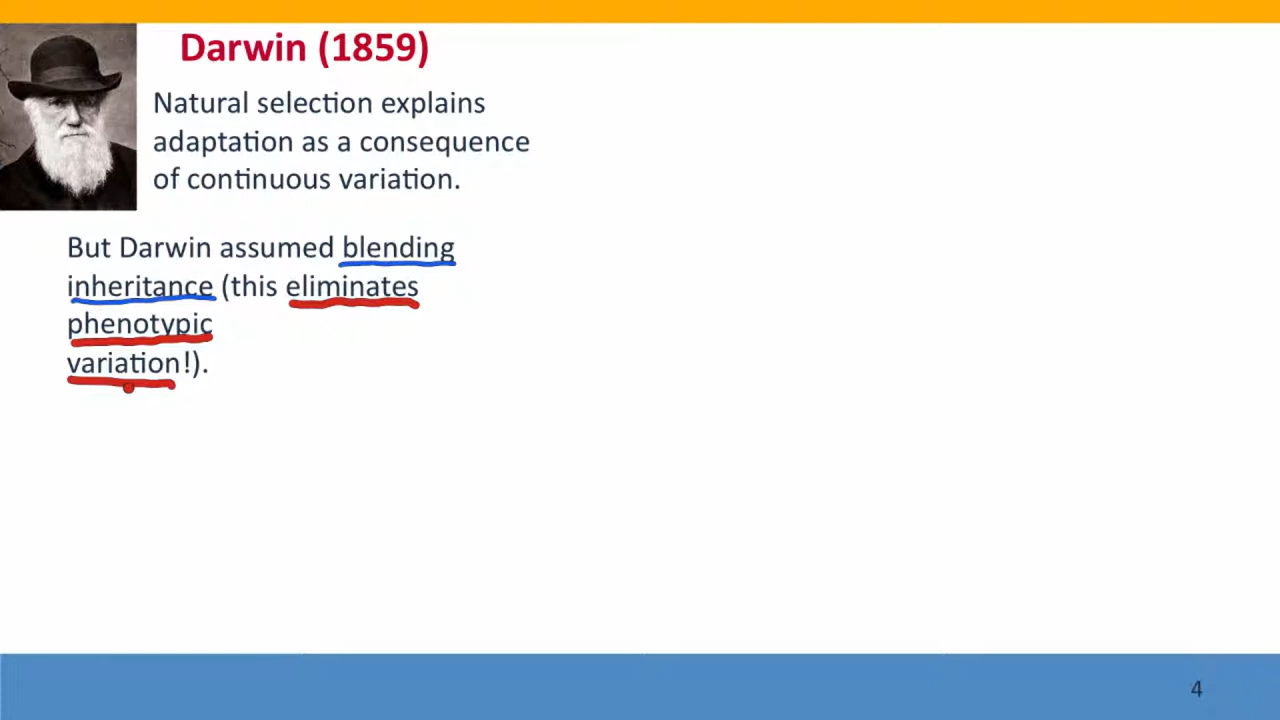 Darwin (1859)
Natural selection explains
adaptation as a consequence
of continuous variation.
But Darwin assumed blending
inheritance (this eliminates
phenotypic
variation!).
4